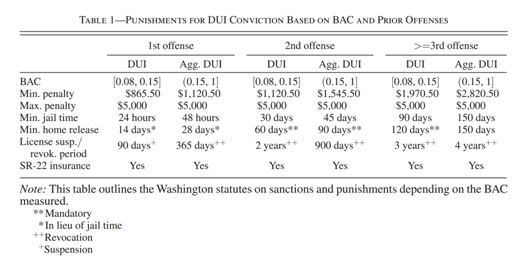 TABLE 1—PUNISHMENTS FOR DUI CONVICTION BASED ON BAC AND PRIOR OFFENSES
1st offense 2nd offense >=3rd offense
DUI Agg. DUI DUI Agg. DUI DUI Agg. DUI
BAC [0.08, 0.15] (0.15, 1] [0.08, 0.15] (0.15, 1] [0.08, 0.15] (0.15, 1]
Min. penalty $865.50 $1,120.50 $1,120.50 $1,545.50 $1,970.50 $2,820.50
Max. penalty $5,000 $5,000 $5,000 $5,000 $5,000 $5,000
Min. jail time 24 hours 48 hours 30 days 45 days 90 days 150 days
Min. home release 14 days* 28 days* 60 days** 90 days** 120 days** 150 days
License susp./ 90 days+ 365 days++ 2 years++ 900 days++ 3 years++ 4 years++
revok. period
SR-22 insurance Yes Yes Yes Yes Yes Yes
Note: This table outlines the Washington statutes on sanctions and punishments depending on the BAC
measured.
** Mandatory
* In lieu of jail time
++Revocation
+Suspension